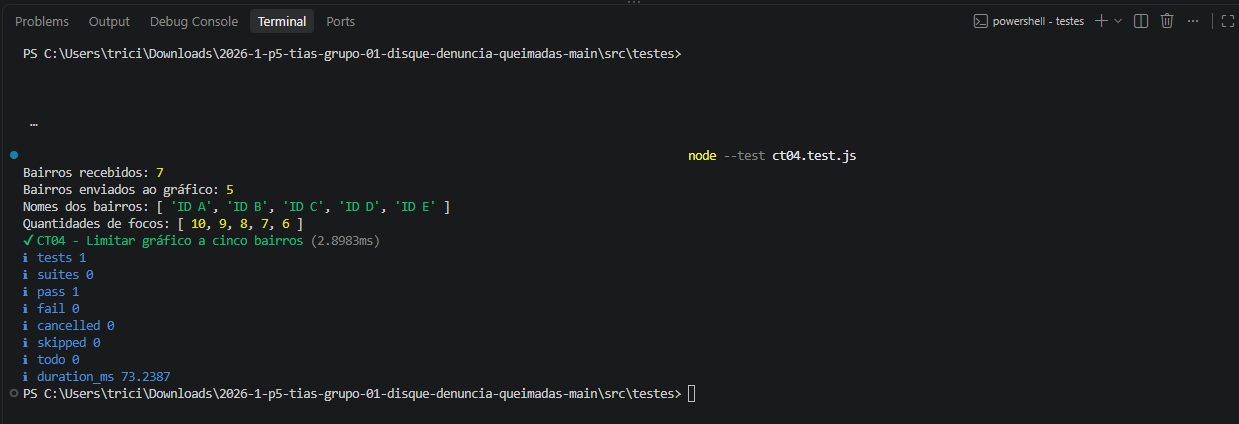 Problems Output Debug Console Terminal Ports powershell - testes
PS C:\Users\trici\Downloads\2026-1-p5-tias-grupo-01-disque-denuncia-queimadas-main\src\testes>
…
node --test ct04.test.js
Bairros recebidos: 7
Bairros enviados ao gráfico: 5
Nomes dos bairros: [ 'ID A', 'ID B', 'ID C', 'ID D', 'ID E' ]
Quantidades de focos: [ 10, 9, 8, 7, 6 ]
✔ CT04 - Limitar gráfico a cinco bairros (2.8983ms)
ℹ tests 1
ℹ suites 0
ℹ pass 1
ℹ fail 0
ℹ cancelled 0
ℹ skipped 0
ℹ todo 0
ℹ duration_ms 73.2387
PS C:\Users\trici\Downloads\2026-1-p5-tias-grupo-01-disque-denuncia-queimadas-main\src\testes>